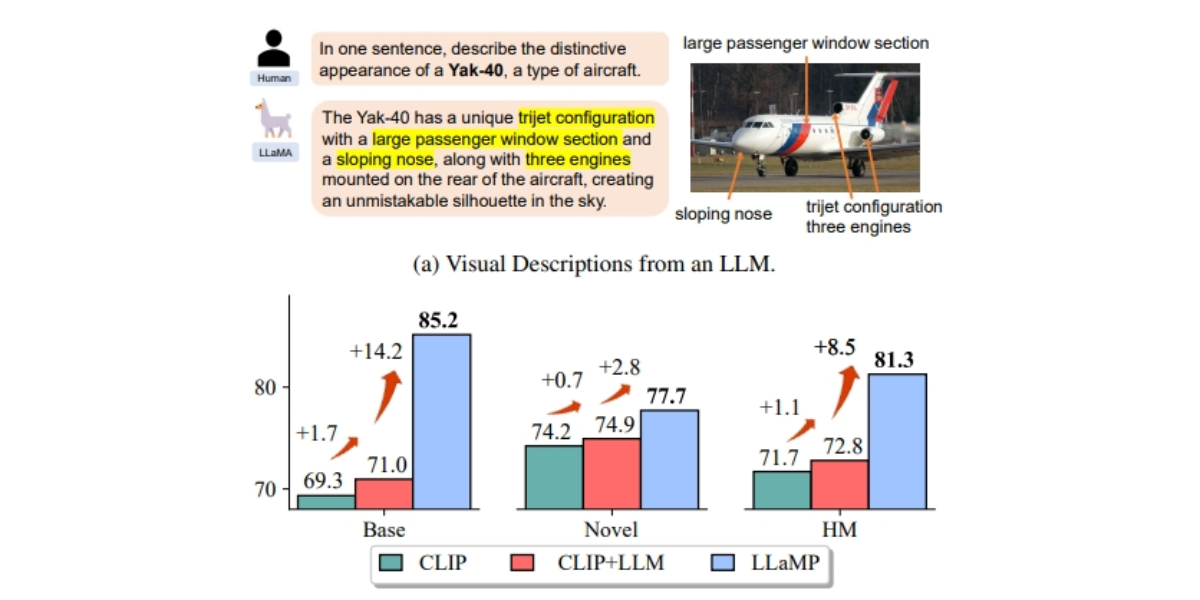 Human
In one sentence, describe the distinctive
appearance of a Yak-40, a type of aircraft.
LLaMA
The Yak-40 has a unique trijet configuration
with a large passenger window section and
a sloping nose, along with three engines
mounted on the rear of the aircraft, creating
an unmistakable silhouette in the sky.
large passenger window section
sloping nose
trijet configuration
three engines
(a) Visual Descriptions from an LLM.
80
70
+1.7
+14.2
69.3
71.0
85.2
Base
+0.7
+2.8
74.2
74.9
77.7
Novel
+1.1
+8.5
71.7
72.8
81.3
HM
CLIP
CLIP+LLM
LLaMP